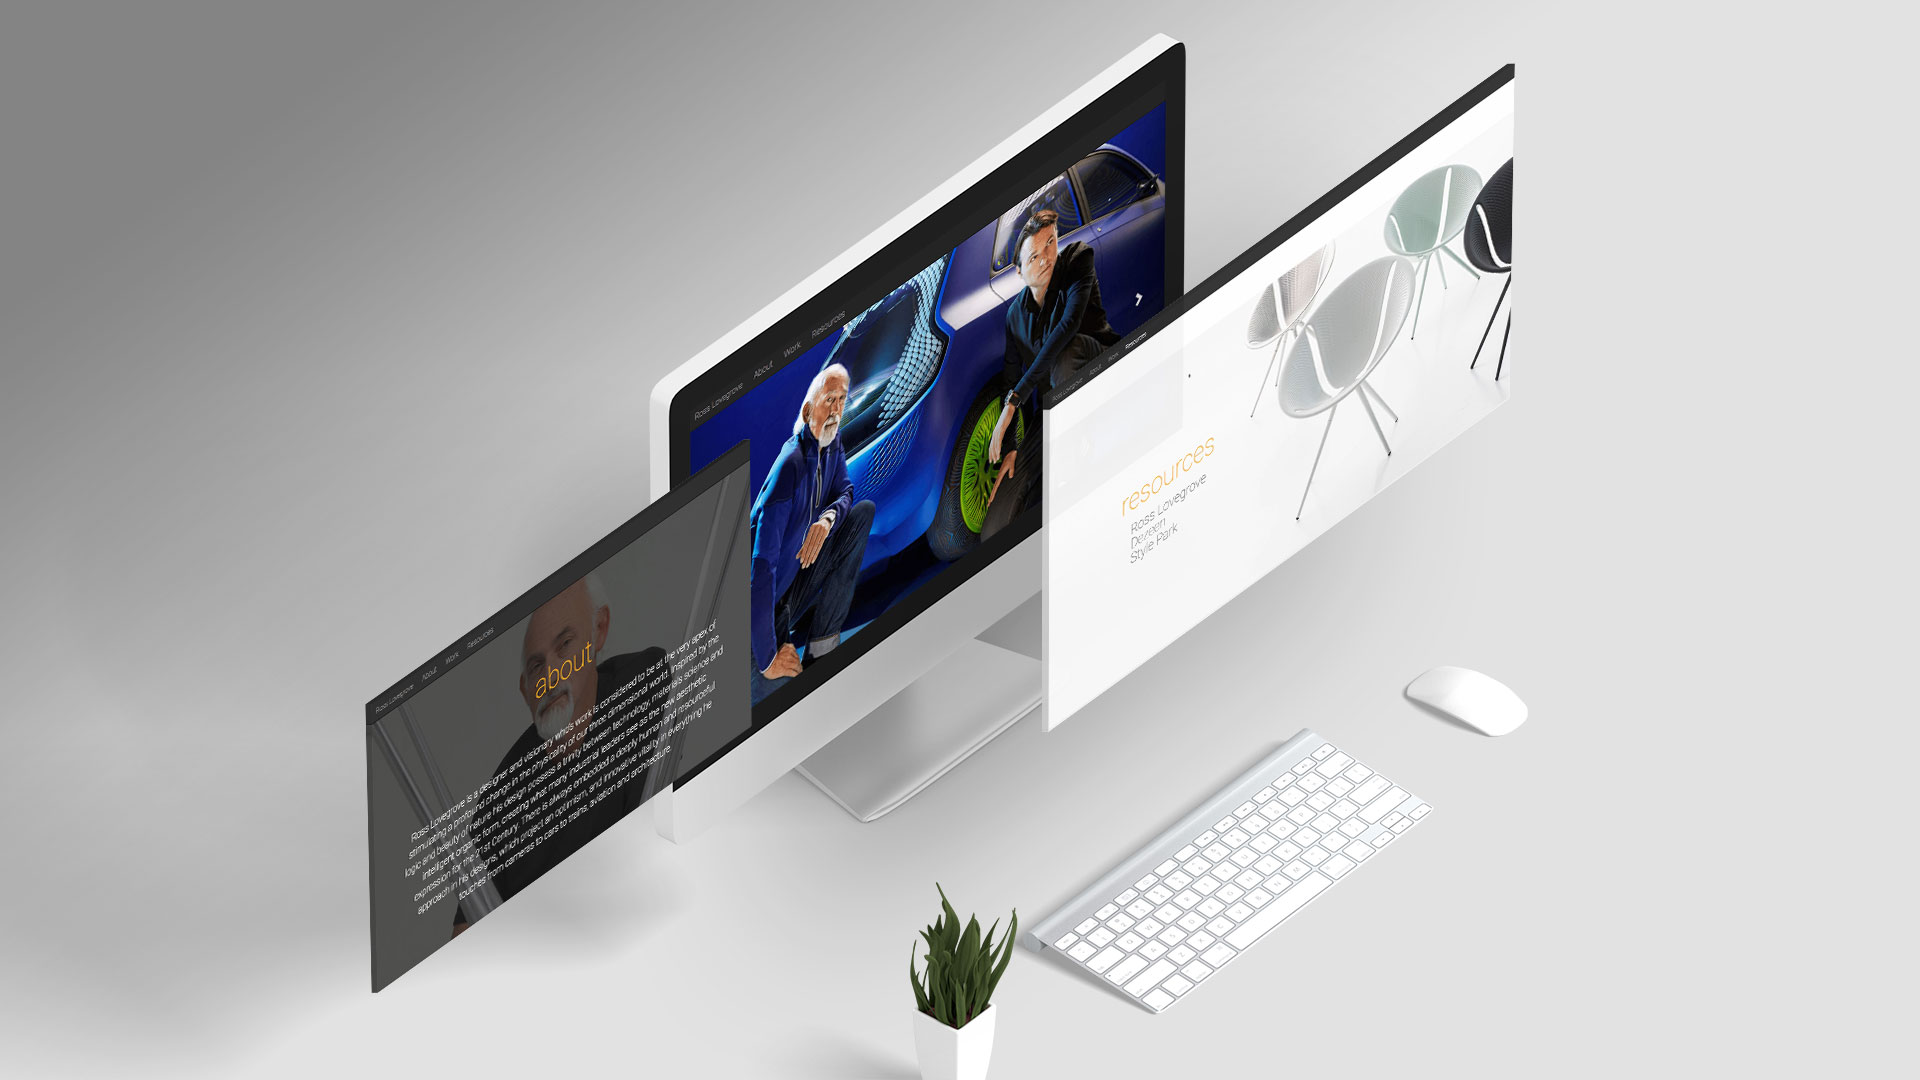 Ross Lovegrove About Work Resources
Ross Lovegrove About Work Resources
about
Ross Lovegrove is a designer and visionary who's work is considered to be at the very apex of
stimulating a profound change in the physicality of our three dimensional world. Inspired by the
logic and beauty of nature his design possess a trinity between technology, materials science and
intelligent organic form, creating what many industrial leaders see as the new aesthetic
expression for the 21st Century. There is always embedded a deeply human and resourceful
approach in his designs, which project an optimism, and innovative vitality in everything he
touches from cameras to cars to trains, aviation and architecture.
Ross Lovegrove About Work Resources
resources
Ross Lovegrove
Dezeen
Style Park